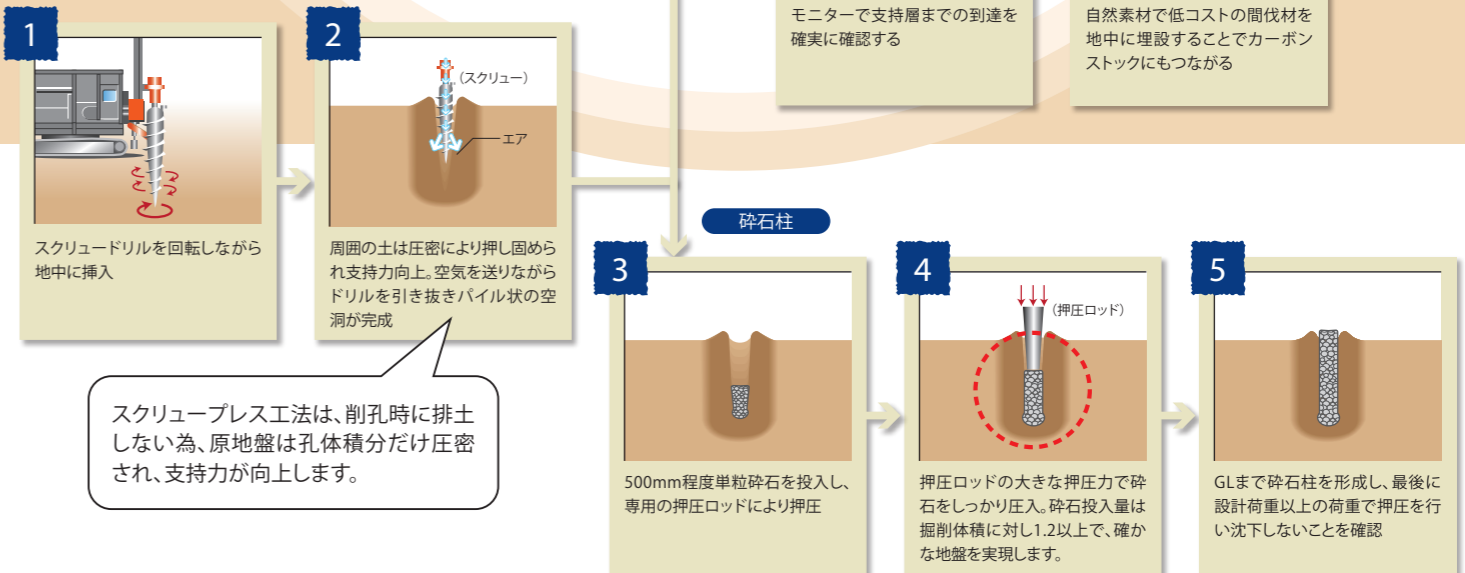 モニターで支持層までの到達を
確実に確認する
自然素材で低コストの間伐材を
地中に埋設することでカーボン
ストックにもつながる
1
スクリュードリルを回転しながら
地中に挿入
2
（スクリュー）
エア
周囲の土は圧密により押し固めら
れ支持力向上。空気を送りながら
ドリルを引き抜きパイル状の空
洞が完成
スクリュープレス工法は、削孔時に排土
しない為、原地盤は孔体積分だけ圧密
され、支持力が向上します。
砕石柱
3
500mm程度単粒砕石を投入し、
専用の押圧ロッドにより押圧
4
（押圧ロッド）
押圧ロッドの大きな押圧力で砕
石をしっかり圧入。砕石投入量は
掘削体積に対し1.2以上で、確か
な地盤を実現します。
5
GLまで砕石柱を形成し、最後に
設計荷重以上の荷重で押圧を行
い沈下しないことを確認